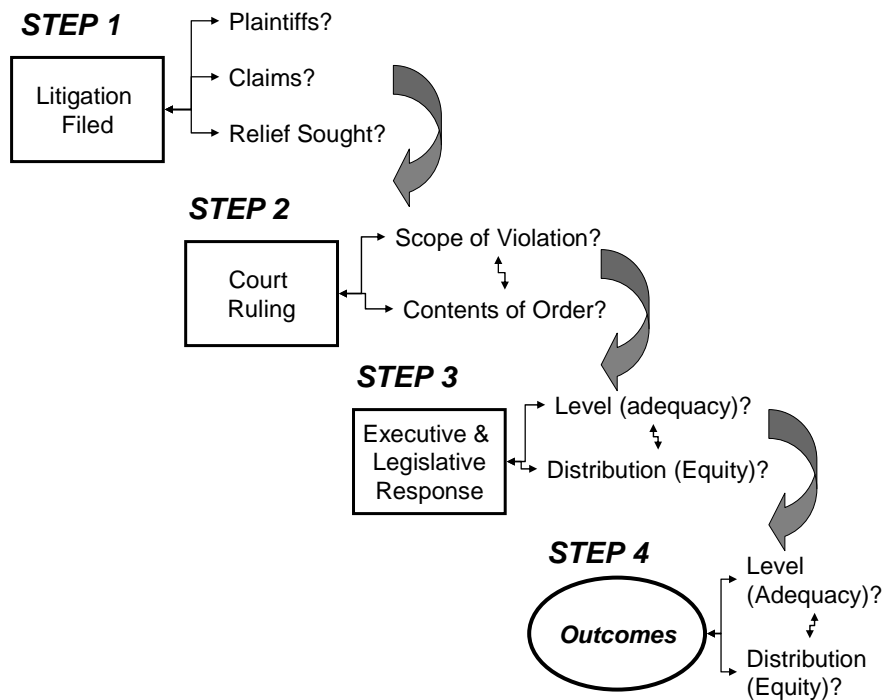 STEP 1
Plaintiffs?
Claims?
Relief Sought?
Litigation
Filed
STEP 2
Scope of Violation?
Contents of Order?
Court
Ruling
STEP 3
Level (adequacy)?
Distribution (Equity)?
Executive &
Legislative
Response
STEP 4
Level
(Adequacy)?
Distribution
(Equity)?
Outcomes